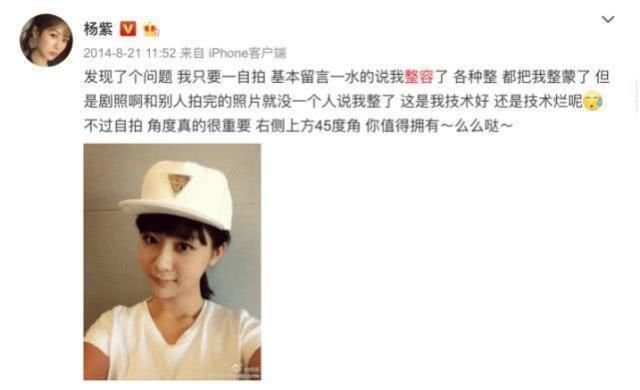 杨紫
2014-8-21 11:52 来自 iPhone客户端
发现了个问题 我只要一自拍 基本留言一水的说我整容了 各种整 都把我整蒙了 但
是剧照啊和别人拍完的照片就没一个人说我整了 这是我技术好 还是技术烂呢
不过自拍 角度真的很重要 右侧上方45度角 你值得拥有～么么哒～